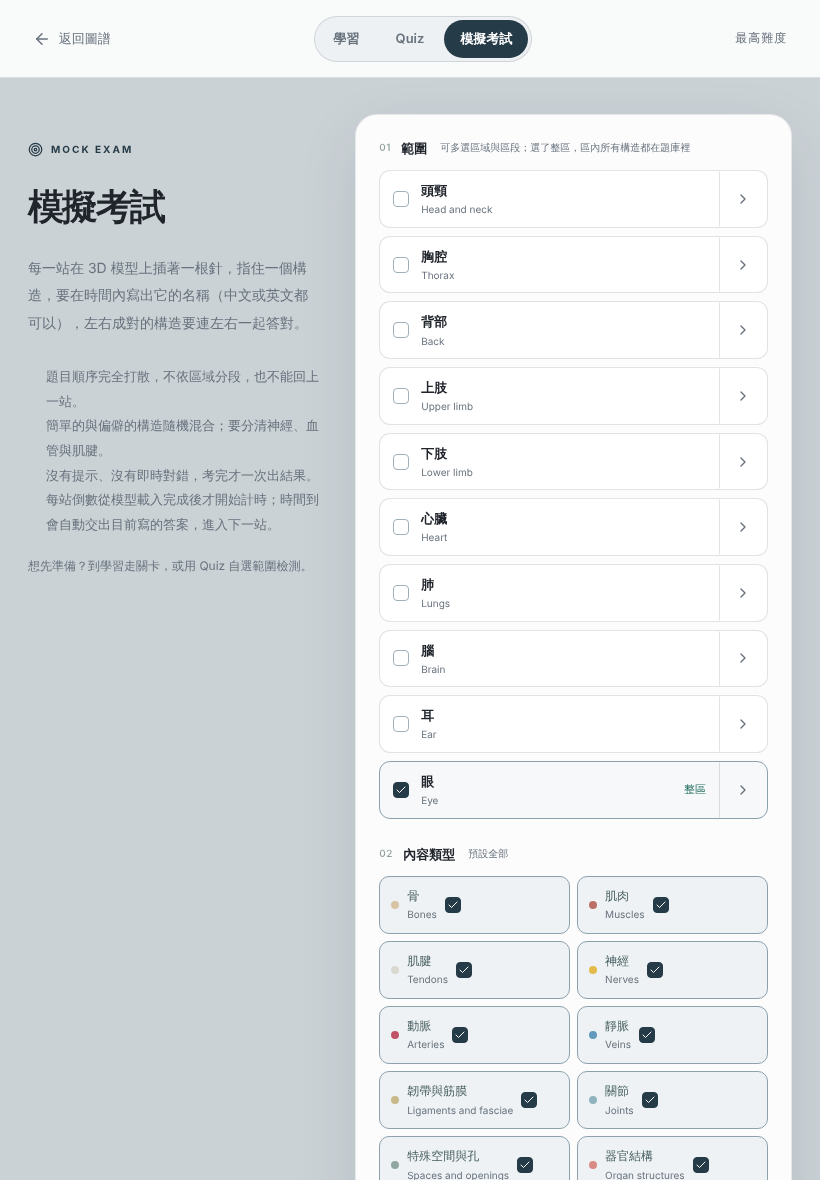 返回圖譜
學習
Quiz
模擬考試
最高難度
MOCK EXAM
模擬考試
每一站在 3D 模型上插著一根針，指住一個構
造，要在時間內寫出它的名稱（中文或英文都
可以），左右成對的構造要連左右一起答對。
題目順序完全打散，不依區域分段，也不能回上
一站。
簡單的與偏僻的構造隨機混合；要分清神經、血
管與肌腱。
沒有提示、沒有即時對錯，考完才一次出結果。
每站倒數從模型載入完成後才開始計時；時間到
會自動交出目前寫的答案，進入下一站。
想先準備？到學習走關卡，或用 Quiz 自選範圍檢測。
01 範圍 可多選區域與區段；選了整區，區內所有構造都在題庫裡
頭頸
Head and neck
胸腔
Thorax
背部
Back
上肢
Upper limb
下肢
Lower limb
心臟
Heart
肺
Lungs
腦
Brain
耳
Ear
眼
Eye
整區
02 內容類型 預設全部
骨
Bones
肌肉
Muscles
肌腱
Tendons
神經
Nerves
動脈
Arteries
靜脈
Veins
韌帶與筋膜
Ligaments and fasciae
關節
Joints
特殊空間與孔
Spaces and openings
器官結構
Organ structures